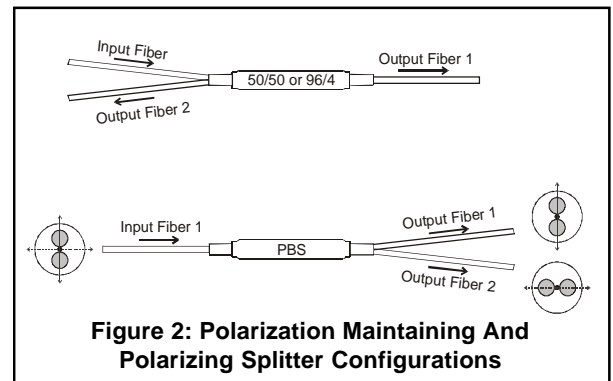 Input Fiber
Output Fiber 1
50/50 or 96/4
Output Fiber 2
Input Fiber 1
Output Fiber 1
PBS
Output Fiber 2
Figure 2: Polarization Maintaining And
Polarizing Splitter Configurations